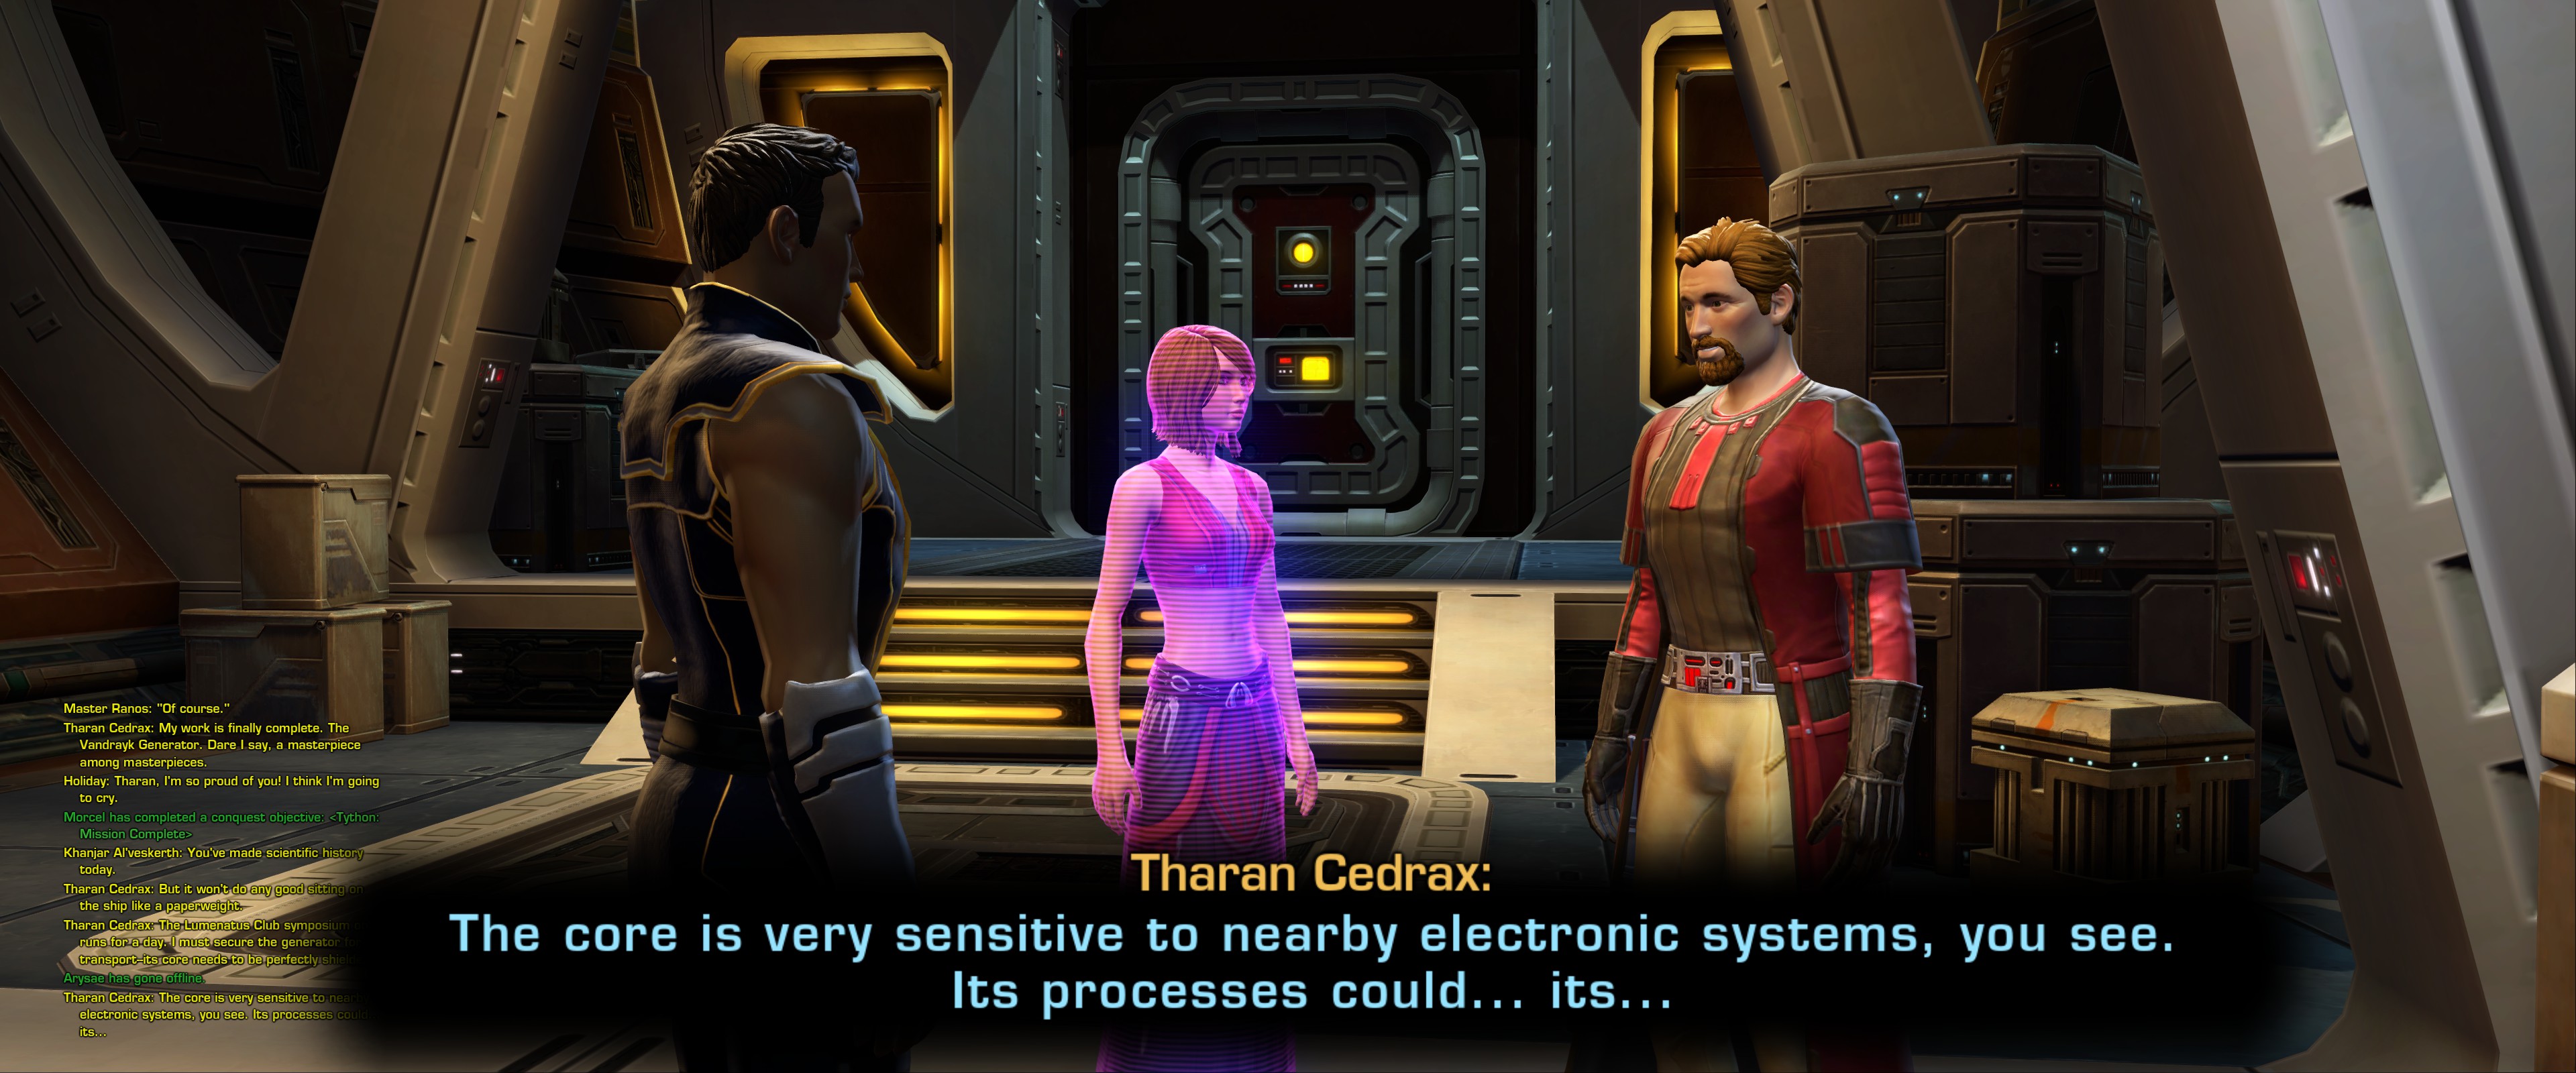 Master Ranos: "Of course."
Tharan Cedrax: My work is finally complete. The
Vandrayk Generator. Dare I say, a masterpiece
among masterpieces.
Holiday: Tharan, I'm so proud of you! I think I'm going
to cry.
Morcel has completed a conquest objective: <Tython:
Mission Complete>
Khanjar Al'veskerth: You've made scientific history
today.
Tharan Cedrax: But it won't do any good sitting on
the ship like a paperweight.
Tharan Cedrax: The Lumenatus Club symposium
runs for a day. I must secure the generator for
transport-its core needs to be perfectly
Arysae has gone offline.
Tharan Cedrax: The core is very sensitive to
electronic systems, you see. Its processes could
its...
Tharan Cedrax:
The core is very sensitive to nearby electronic systems, you see.
Its processes could... its...